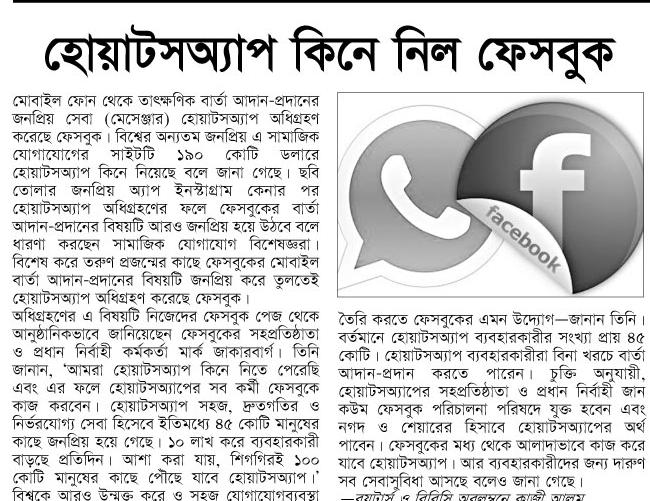 হোয়াটসঅ্যাপ কিনে নিল ফেসবুক
মোবাইল ফোন থেকে তাৎক্ষণিক বার্তা আদান-প্রদানের
জনপ্রিয় সেবা (মেসেঞ্জার) হোয়াটসঅ্যাপ অধিগ্রহণ
করেছে ফেসবুক। বিশ্বের অন্যতম জনপ্রিয় এ সামাজিক
যোগাযোগের সাইটটি ১৯০ কোটি ডলারে
হোয়াটসঅ্যাপ কিনে নিয়েছে বলে জানা গেছে। ছবি
তোলার জনপ্রিয় অ্যাপ ইনস্টাগ্রাম কেনার পর
হোয়াটসঅ্যাপ অধিগ্রহণের ফলে ফেসবুকের বার্তা
আদান-প্রদানের বিষয়টি আরও জনপ্রিয় হয়ে উঠবে বলে
ধারণা করছেন সামাজিক যোগাযোগ বিশেষজ্ঞরা।
বিশেষ করে তরুণ প্রজন্মের কাছে ফেসবুকের মোবাইল
বার্তা আদান-প্রদানের বিষয়টি জনপ্রিয় করে তুলতেই
হোয়াটসঅ্যাপ অধিগ্রহণ করেছে ফেসবুক।
অধিগ্রহণের এ বিষয়টি নিজেদের ফেসবুক পেজ থেকে
আনুষ্ঠানিকভাবে জানিয়েছেন ফেসবুকের সহপ্রতিষ্ঠাতা
ও প্রধান নির্বাহী কর্মকর্তা মার্ক জাকারবার্গ। তিনি
জানান, ‘আমরা হোয়াটসঅ্যাপ কিনে নিতে পেরেছি
এবং এর ফলে হোয়াটসঅ্যাপের সব কর্মী ফেসবুকে
কাজ করবেন। হোয়াটসঅ্যাপ সহজ, দ্রুতগতির ও
নির্ভরযোগ্য সেবা হিসেবে ইতিমধ্যে ৪৫ কোটি মানুষের
কাছে জনপ্রিয় হয়ে গেছে। ১০ লাখ করে ব্যবহারকারী
বাড়ছে প্রতিদিন। আশা করা যায়, শিগগিরই ১০০
কোটি মানুষের কাছে পৌঁছে যাবে হোয়াটসঅ্যাপ।’
বিশ্বকে আরও উন্মুক্ত করে ও সহজ যোগাযোগব্যবস্থা
f
facebook
তৈরি করতে ফেসবুকের এমন উদ্যোগ—জানান তিনি।
বর্তমানে হোয়াটসঅ্যাপ ব্যবহারকারীর সংখ্যা প্রায় ৪৫
কোটি। হোয়াটসঅ্যাপ ব্যবহারকারীরা বিনা খরচে বার্তা
আদান-প্রদান করতে পারেন। চুক্তি অনুযায়ী,
হোয়াটসঅ্যাপের সহপ্রতিষ্ঠাতা ও প্রধান নির্বাহী জান
কউম ফেসবুক পরিচালনা পরিষদে যুক্ত হবেন এবং
নগদ ও শেয়ারের হিসাবে হোয়াটসঅ্যাপের অর্থ
পাবেন। ফেসবুকের মধ্য থেকে আলাদাভাবে কাজ করে
যাবে হোয়াটসঅ্যাপ। আর ব্যবহারকারীদের জন্য দারুণ
সব সেবাসুবিধা আসছে বলেও জানা গেছে।
—রয়টার্স ও বিবিসি অবলম্বনে কাজী আলম